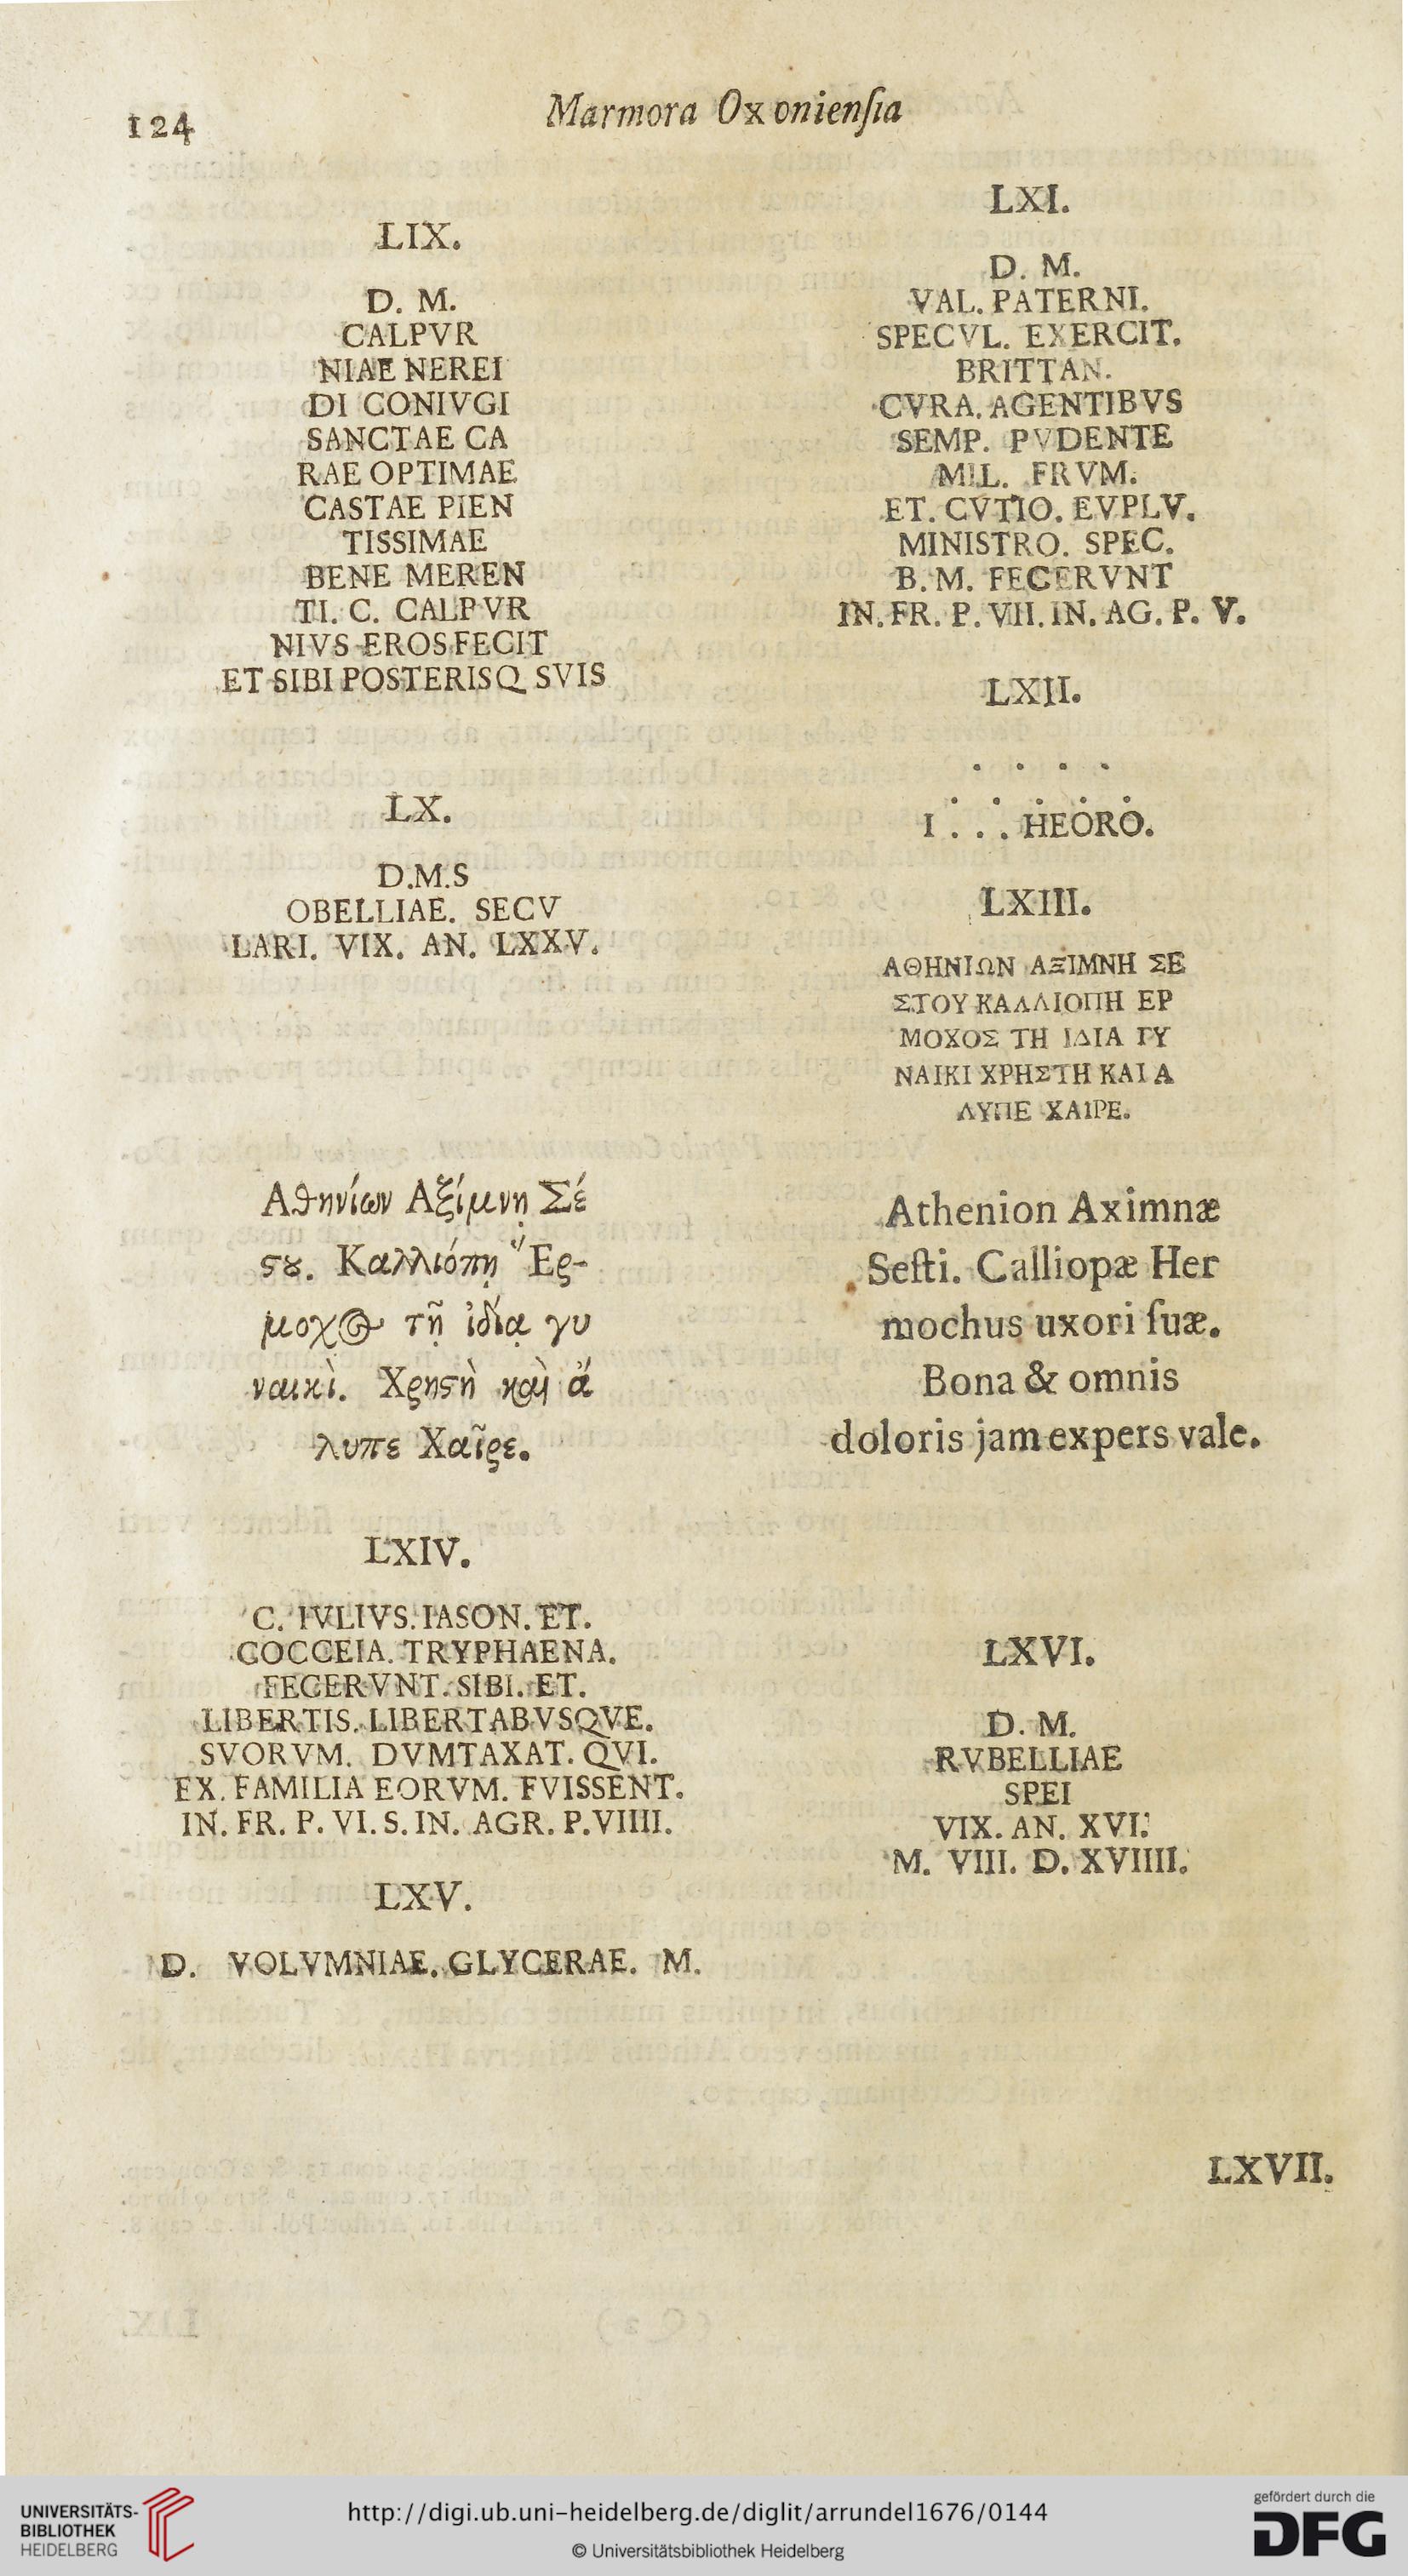 124
Marmora Oxoniensia
LIX.
D. M.
CALPVR
NIAE NEREI
DI CONIVGI
SANCTAE CA
RAE OPTIMAE
CASTAE PIEN
TISSIMAE
BENE MEREN
TI. C. CALPVR
NIVS EROS FECIT
ET SIBI POSTERISQ SVIS
LX.
D.M.S
OBELLIAE. SECV
LARI. VIX. AN. LXXV.
LXI.
D. M.
VAL. PATERNI.
SPECVL. EXERCIT.
BRITTAN.
CVRA. AGENTIBVS
SEMP. PVDENTE
MIL. FRVM.
ET. CVTIO. EVPLV.
MINISTRO. SPEC.
B. M. FECERVNT
IN. FR. P. VII. IN. AG. P. V.
LXII.
. . . .
I . . . HEORO.
LXIII.
ΑΘΗΝΙΩΝ ΑΞΙΜΝΗ ΣΕ
ΣΤΟΥ ΚΑΛΛΙΟΠΗ ΕΡ
ΜΟΧΟΣ ΤΗ ΙΔΙΑ ΓΥ
ΝΑΙΚΙ ΧΡΗΣΤΗ ΚΑΙ Α
ΛΥΠΕ ΧΑΙΡΕ.
Αθηνίων Αξίμνῃ Σέ
ϛȣ. Καλλιόπῃ Ἕρ-
μοχος τῇ ἰδίᾳ γυ
ναικὶ. Χρηϛὴ καὶ ἄ
λυπε Χαῖρε.
Athenion Aximnæ
Sesti. Calliopæ Her
mochus uxori suæ.
Bona & omnis
doloris jam expers vale.
LXIV.
C. IVLIVS. IASON. ET.
COCCEIA. TRYPHAENA.
FECERVNT. SIBI. ET.
LIBERTIS. LIBERTABVSQVE.
SVORVM. DVMTAXAT. QVI.
EX. FAMILIA EORVM. FVISSENT.
IN. FR. P. VI. S. IN. AGR. P. VIIII.
LXV.
D. VOLVMNIAE. GLYCERAE. M.
LXVI.
D. M.
RVBELLIAE
SPEI
VIX. AN. XVI.
M. VIII. D. XVIIII.
LXVII.
UNIVERSITÄTS-
BIBLIOTHEK
HEIDELBERG
http://digi.ub.uni-heidelberg.de/diglit/arrundel1676/0144
© Universitätsbibliothek Heidelberg
gefördert durch die
DFG